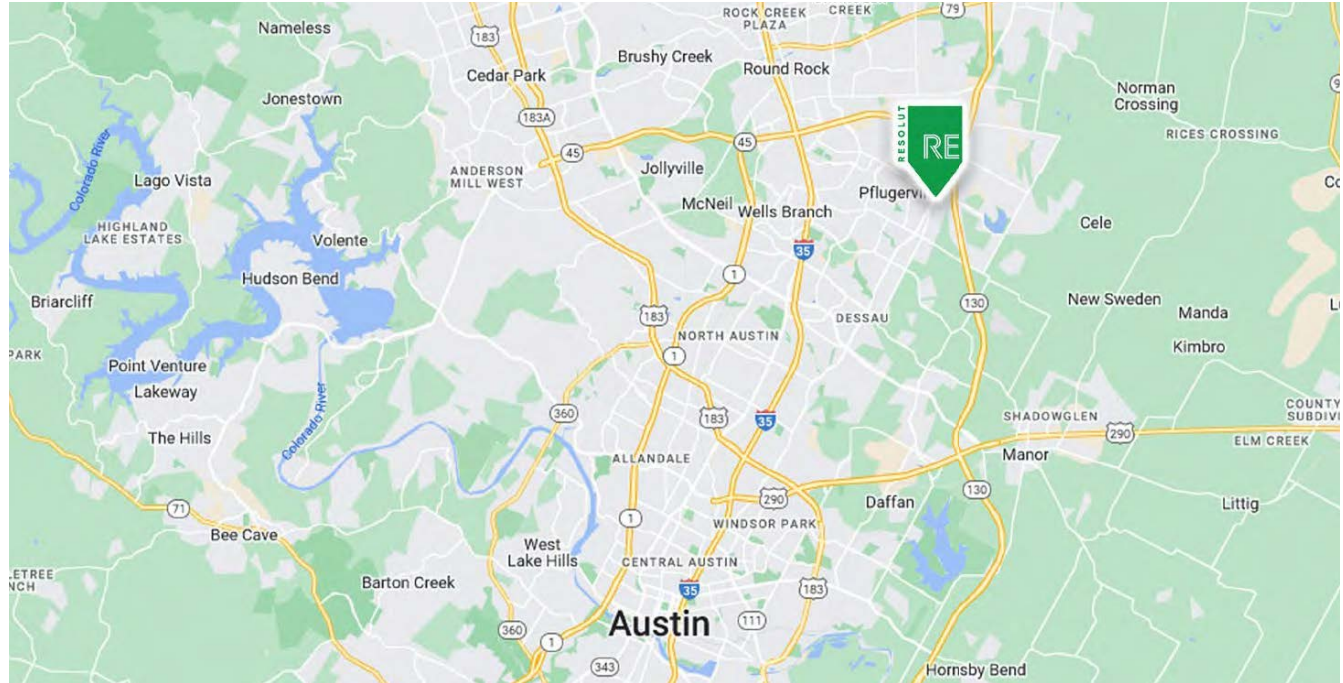 ROCK CREEK
PLAZA
CREEK
79
Nameless
183
Brushy Creek
Cedar Park
Round Rock
Norman
Crossing
Jonestown
183A
RESOLUT
RE
RICES CROSSING
45
45
Colorado River
Lago Vista
ANDERSON
MILL WEST
Jollyville
McNeil
Wells Branch
HIGHLAND
LAKE ESTATES
Volente
Cele
35
Hudson Bend
1
Briarcliff
130
New Sweden
Manda
183
DESSAU
NORTH AUSTIN
PARK
1
Kimbro
Point Venture
Lakeway
360
183
35
SHADOWGLEN
COUNTY
SUBDIV
The Hills
Colorado River
290
ELM CREEK
ALLANDALE
Manor
130
290
Daffan
Littig
71
1
WINDSOR PARK
Bee Cave
West
Lake Hills
CENTRAL AUSTIN
Barton Creek
35
183
111
Austin
360
1
343
Hornsby Bend